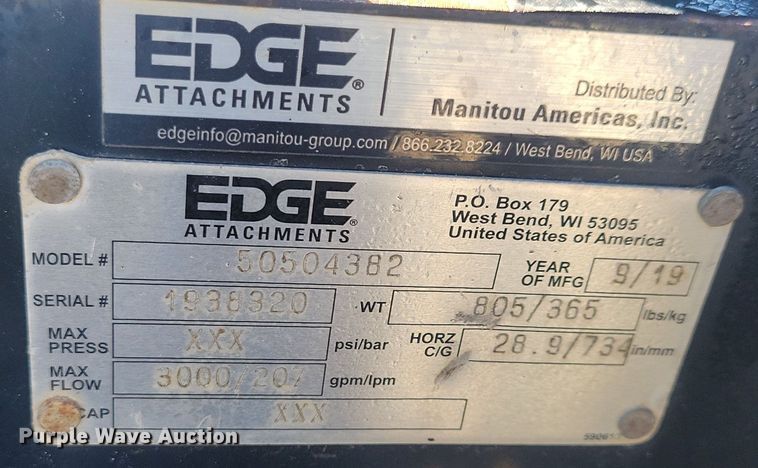 EDGE®
ATTACHMENTS
Distributed By:
Manitou Americas, Inc.
edgeinfo@manitou-group.com / 866.232.8224 / West Bend, WI USA
EDGE®
ATTACHMENTS
P.O. Box 179
West Bend, WI 53095
United States of America
MODEL # 50504382 YEAR OF MFG 9/19
SERIAL # 1938320 WT 805/365 lbs/kg
MAX PRESS XXX psi/bar HORZ C/G 28.9/734 in/mm
MAX FLOW 3000/207 gpm/lpm
CAP XXX
Purple Wave Auction